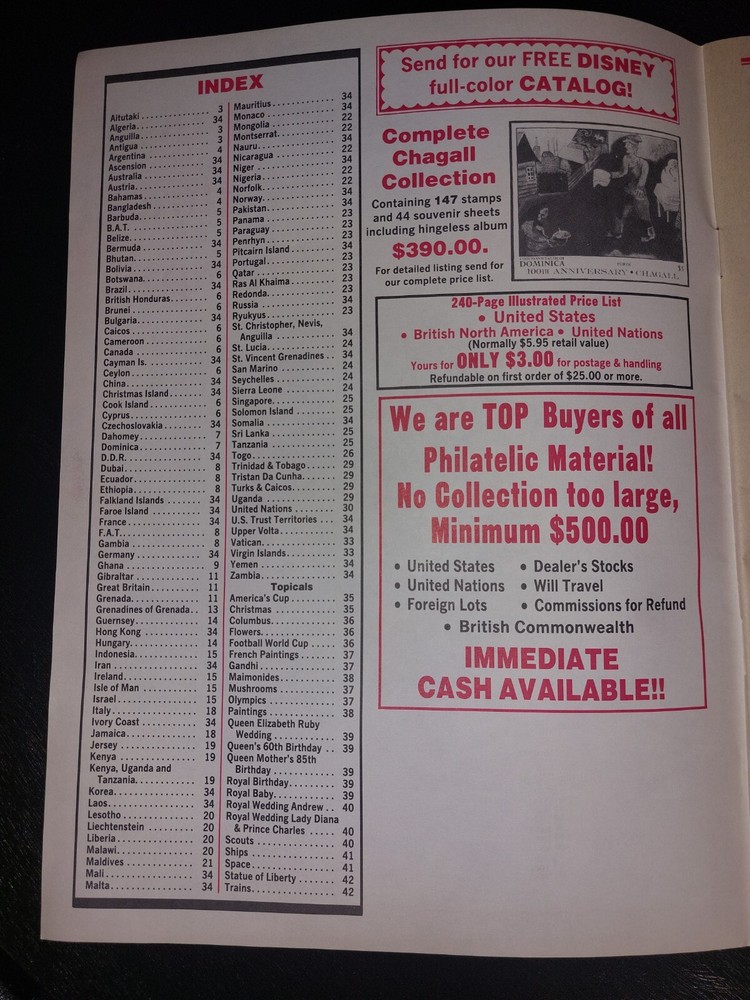 INDEX
Aitutaki 3
Algeria 34
Anguilla 3
Antigua 3
Argentina 4
Ascension 34
Australia 34
Austria 34
Bahamas 4
Bangladesh 4
Barbuda 5
B.A.T. 5
Belize 5
Bermuda 34
Bhutan 5
Bolivia 34
Botswana 6
Brazil 34
British Honduras 6
Brunei 6
Bulgaria 34
Caicos 6
Cameroon 6
Canada 6
Cayman Is. 34
Ceylon 6
China 34
Christmas Island 34
Cook Island 6
Cyprus 6
Czechoslovakia 34
Dahomey 7
Dominica 7
D.D.R. 34
Dubai 8
Ecuador 8
Ethiopia 8
Falkland Islands 34
Faroe Island 34
France 34
F.A.T. 8
Gambia 8
Germany 34
Ghana 9
Gibraltar 11
Great Britain 11
Grenada 11
Grenadines of Grenada 13
Guernsey 14
Hong Kong 34
Hungary 14
Indonesia 15
Iran 34
Ireland 15
Isle of Man 15
Israel 15
Italy 18
Ivory Coast 34
Jamaica 18
Jersey 19
Kenya 19
Kenya, Uganda and
Tanzania 19
Korea 34
Laos 34
Lesotho 20
Liechtenstein 20
Liberia 20
Malawi 20
Maldives 21
Mali 34
Malta 34
Mauritius 34
Monaco 34
Mongolia 22
Montserrat 22
Nauru 34
Nicaragua 22
Niger 34
Nigeria 22
Norfolk 22
Norway 34
Pakistan 34
Panama 23
Paraguay 23
Penrhyn 23
Pitcairn Island 34
Portugal 23
Qatar 23
Ras Al Khaima 23
Redonda 23
Russia 34
Ryukyus 23
St. Christopher, Nevis,
Anguilla 34
St. Lucia 24
St. Vincent Grenadines 34
San Marino 24
Seychelles 24
Sierra Leone 24
Singapore 25
Solomon Island 25
Somalia 34
Sri Lanka 25
Tanzania 25
Togo 26
Trinidad & Tobago 29
Tristan Da Cunha 29
Turks & Caicos 29
Uganda 29
United Nations 30
U.S. Trust Territories 34
Upper Volta 34
Vatican 33
Virgin Islands 33
Yemen 34
Zambia 34
Topicals
America's Cup 35
Christmas 35
Columbus 36
Flowers 36
Football World Cup 36
French Paintings 37
Gandhi 37
Maimonides 38
Mushrooms 37
Olympics 37
Paintings 38
Queen Elizabeth Ruby
Wedding 39
Queen's 60th Birthday 39
Queen Mother's 85th
Birthday 39
Royal Birthday 39
Royal Baby 39
Royal Wedding Andrew 40
Royal Wedding Lady Diana
& Prince Charles 40
Scouts 40
Ships 41
Space 41
Statue of Liberty 42
Trains 42
Send for our FREE DISNEY
full-color CATALOG!
Complete
Chagall
Collection
Containing 147 stamps
and 44 souvenir sheets
including hingeless album
$390.00.
For detailed listing send for
our complete price list.
DOMINICA
100TH ANNIVERSARY • CHAGALL
240-Page Illustrated Price List
• United States
• British North America • United Nations
(Normally $5.95 retail value)
Yours for ONLY $3.00 for postage & handling
Refundable on first order of $25.00 or more.
We are TOP Buyers of all
Philatelic Material!
No Collection too large,
Minimum $500.00
• United States • Dealer's Stocks
• United Nations • Will Travel
• Foreign Lots • Commissions for Refund
• British Commonwealth
IMMEDIATE
CASH AVAILABLE!!